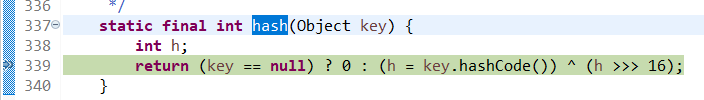 336 */
337 static final int hash(Object key) {
338 int h;
339 return (key == null) ? 0 : (h = key.hashCode()) ^ (h >>> 16);
340 }